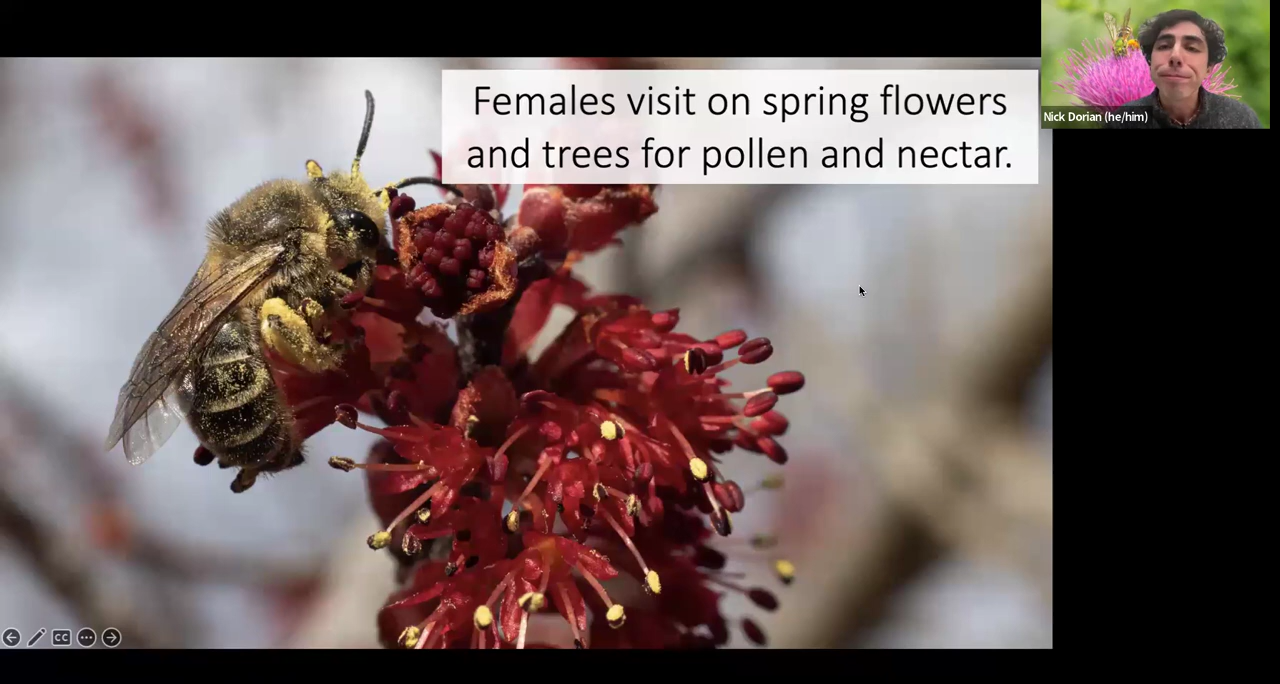 Females visit on spring flowers
and trees for pollen and nectar.
Nick Dorian (he/him)
CC